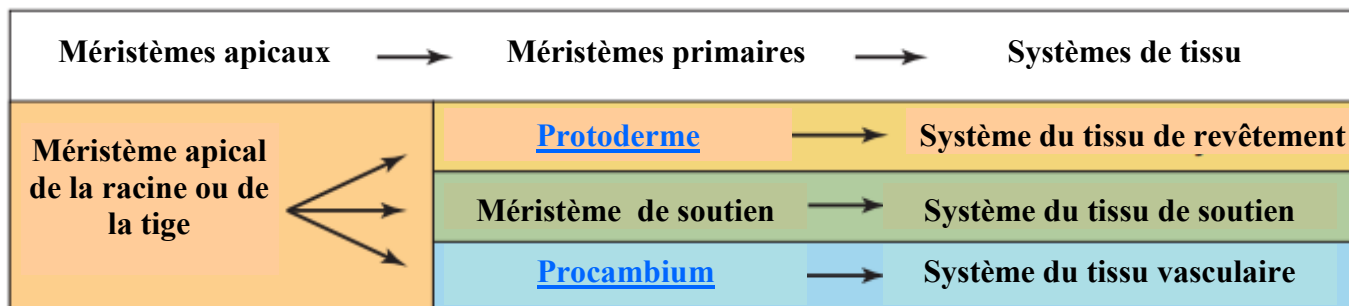 Méristèmes apicaux Méristèmes primaires Systèmes de tissu
Méristème apical
de la racine ou de
la tige
Protoderme Système du tissu de revêtement
Méristème de soutien Système du tissu de soutien
Procambium Système du tissu vasculaire